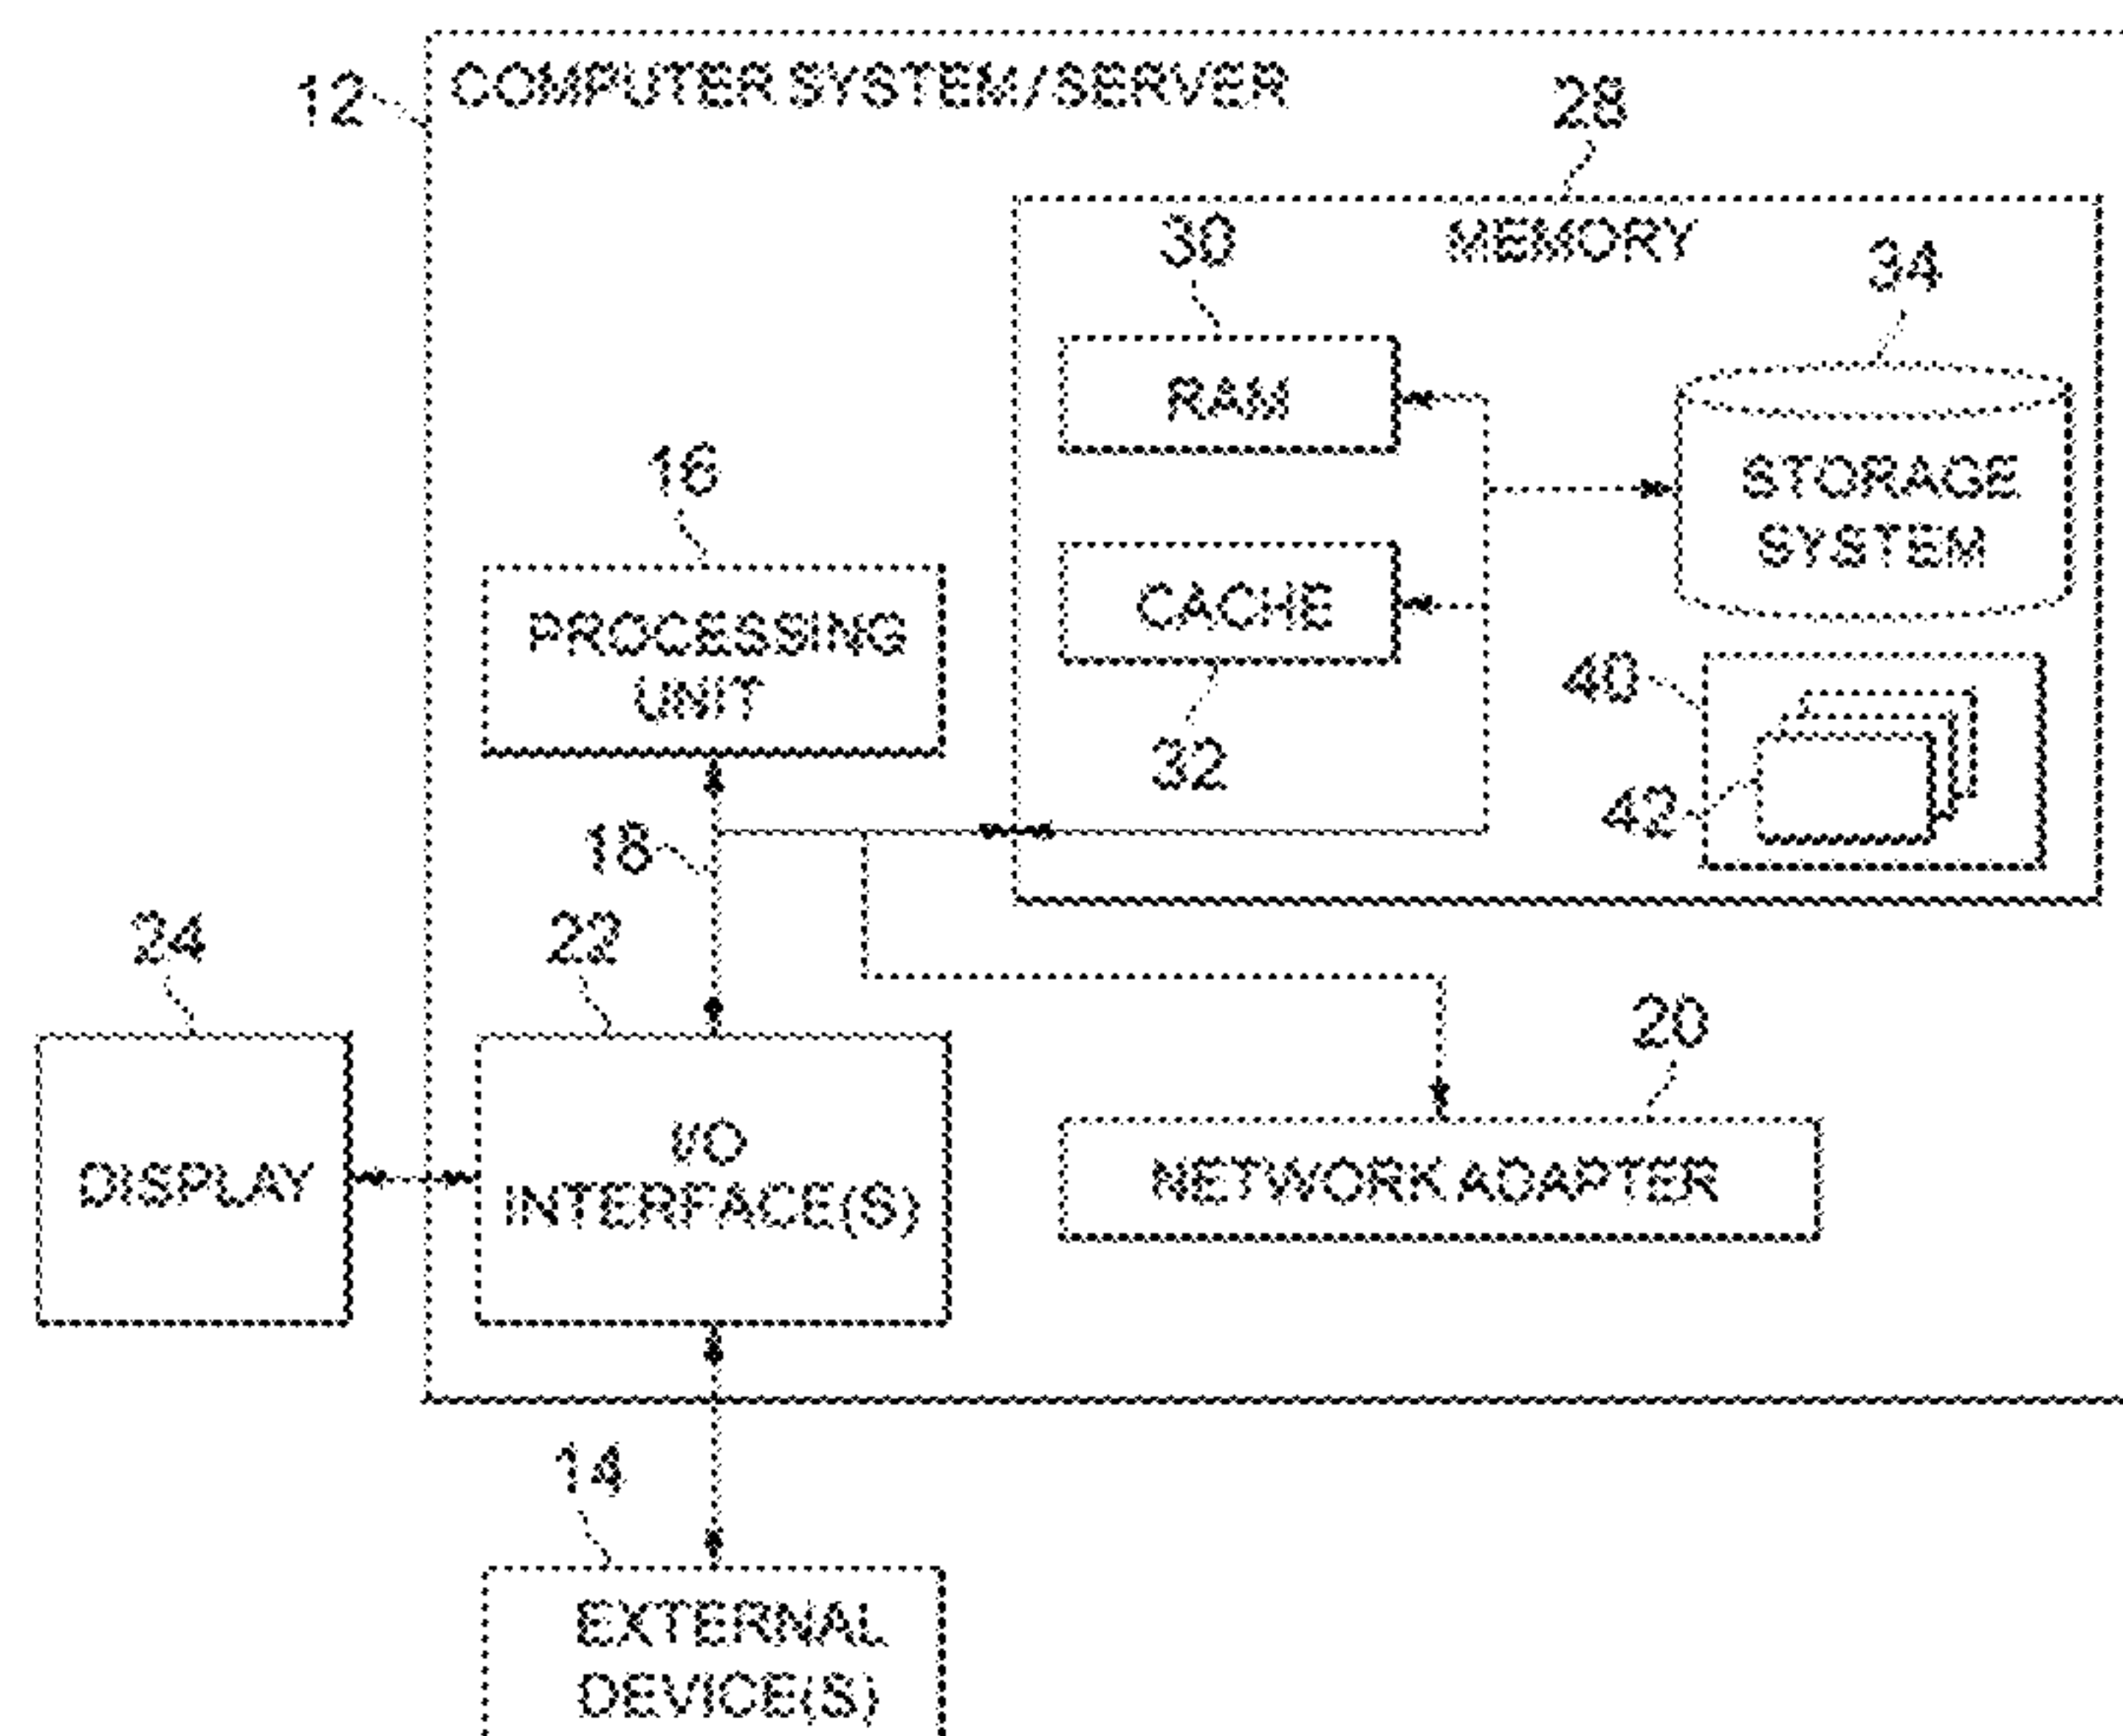 12
COMPUTER SYSTEM/SERVER
28
30
MEMORY
34
RAM
16
STORAGE
SYSTEM
CACHE
PROCESSING
UNIT
40
32
42
18
24
22
20
I/O
INTERFACE(S)
DISPLAY
NETWORK ADAPTER
14
EXTERNAL
DEVICE(S)